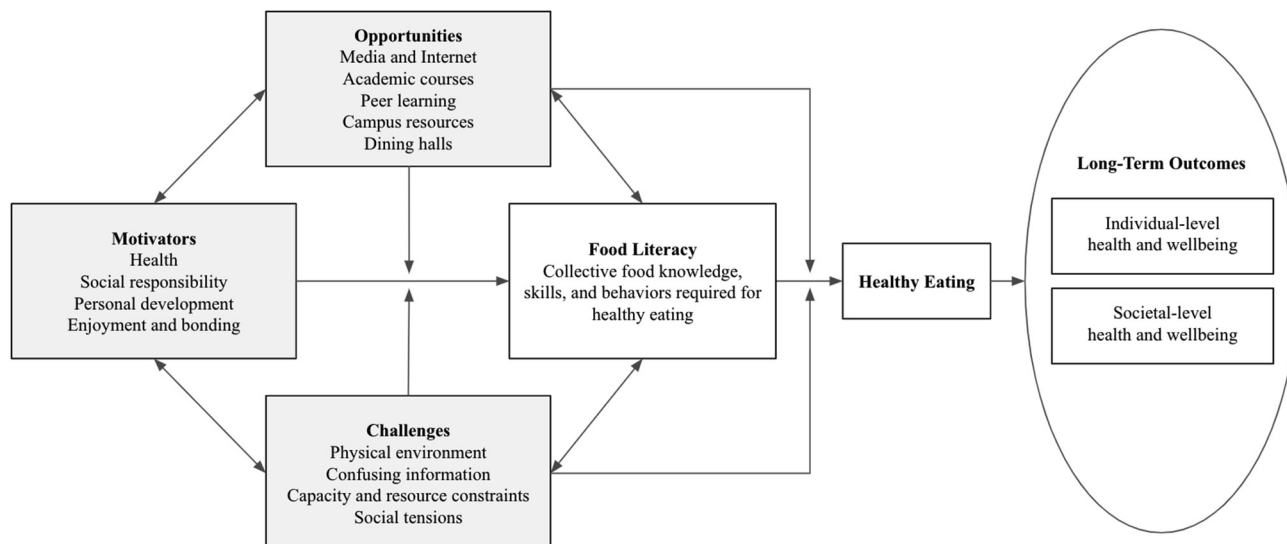 Opportunities
Media and Internet
Academic courses
Peer learning
Campus resources
Dining halls
Motivators
Health
Social responsibility
Personal development
Enjoyment and bonding
Food Literacy
Collective food knowledge,
skills, and behaviors required for
healthy eating
Challenges
Physical environment
Confusing information
Capacity and resource constraints
Social tensions
Healthy Eating
Long-Term Outcomes
Individual-level
health and wellbeing
Societal-level
health and wellbeing